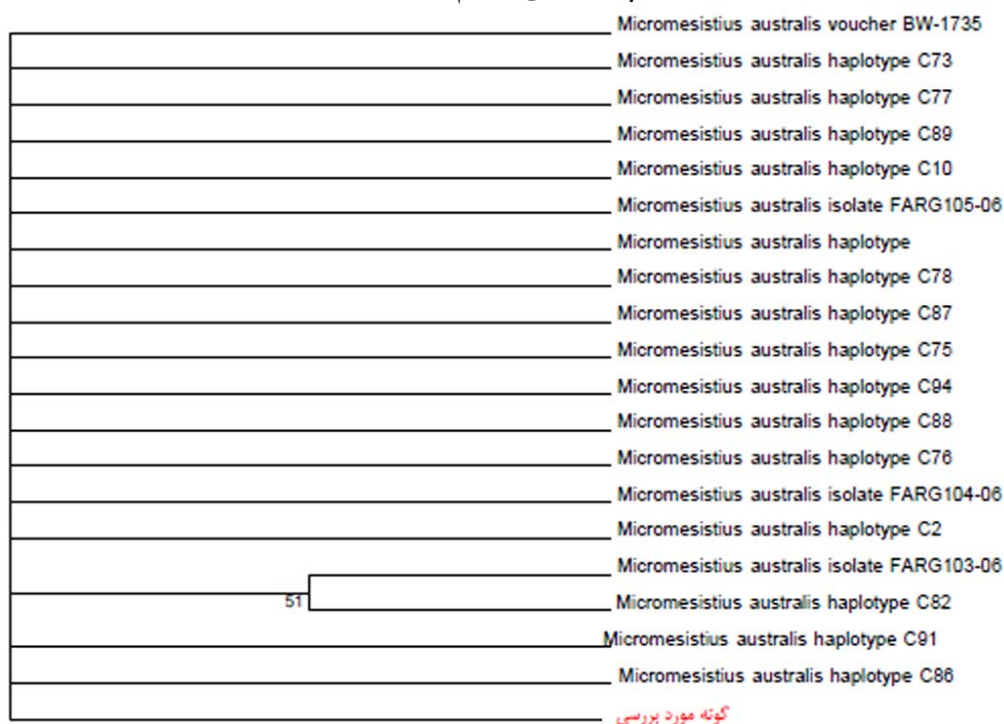 Micromesistius australis voucher BW-1735
Micromesistius australis haplotype C73
Micromesistius australis haplotype C77
Micromesistius australis haplotype C89
Micromesistius australis haplotype C10
Micromesistius australis isolate FARG105-06
Micromesistius australis haplotype
Micromesistius australis haplotype C78
Micromesistius australis haplotype C87
Micromesistius australis haplotype C75
Micromesistius australis haplotype C94
Micromesistius australis haplotype C88
Micromesistius australis haplotype C76
Micromesistius australis isolate FARG104-06
Micromesistius australis haplotype C2
Micromesistius australis isolate FARG103-06
51
Micromesistius australis haplotype C82
Micromesistius australis haplotype C91
Micromesistius australis haplotype C86
گونه مورد بررسی